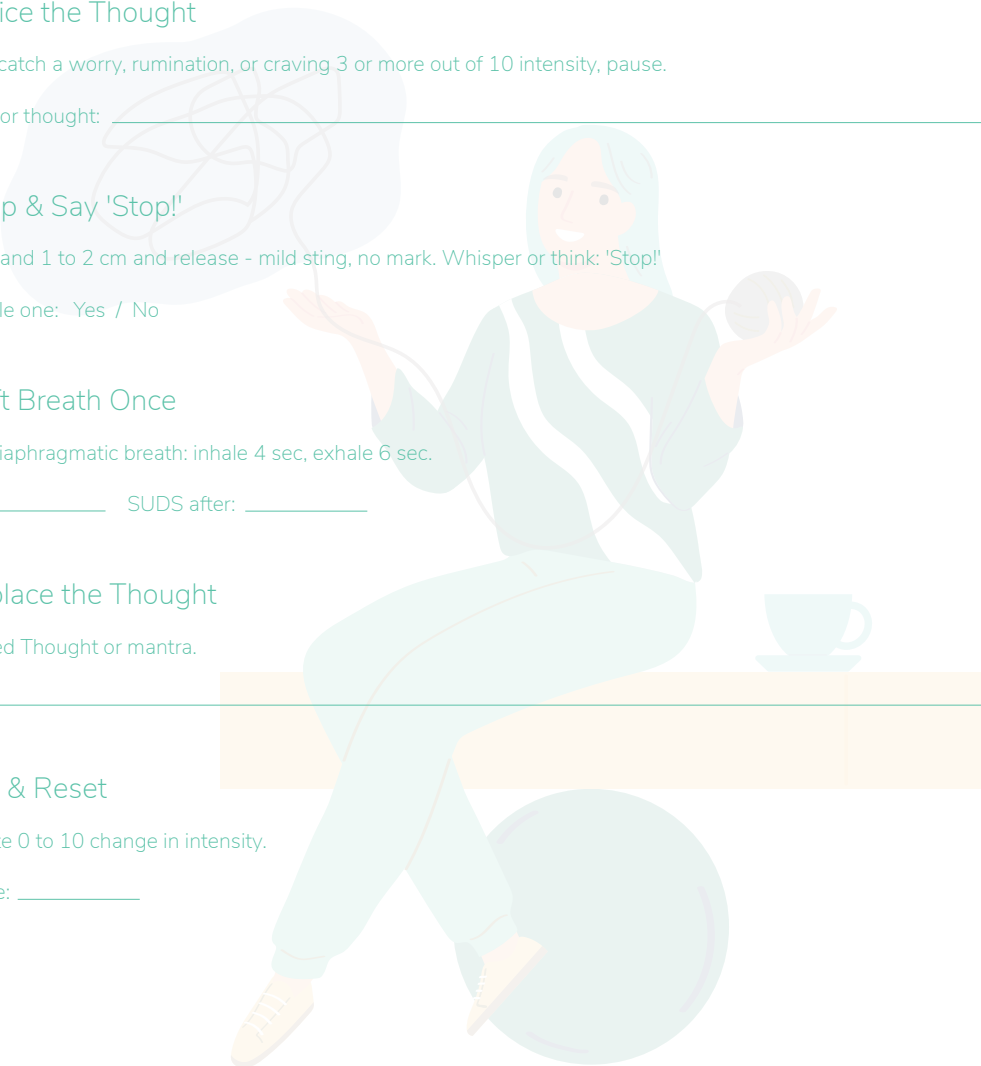 ice the Thought
catch a worry, rumination, or craving 3 or more out of 10 intensity, pause.
or thought:
p & Say 'Stop!'
and 1 to 2 cm and release - mild sting, no mark. Whisper or think: 'Stop!'
le one: Yes / No
t Breath Once
iaphragmatic breath: inhale 4 sec, exhale 6 sec.
SUDS after:
lace the Thought
ed Thought or mantra.
& Reset
te 0 to 10 change in intensity.
e: